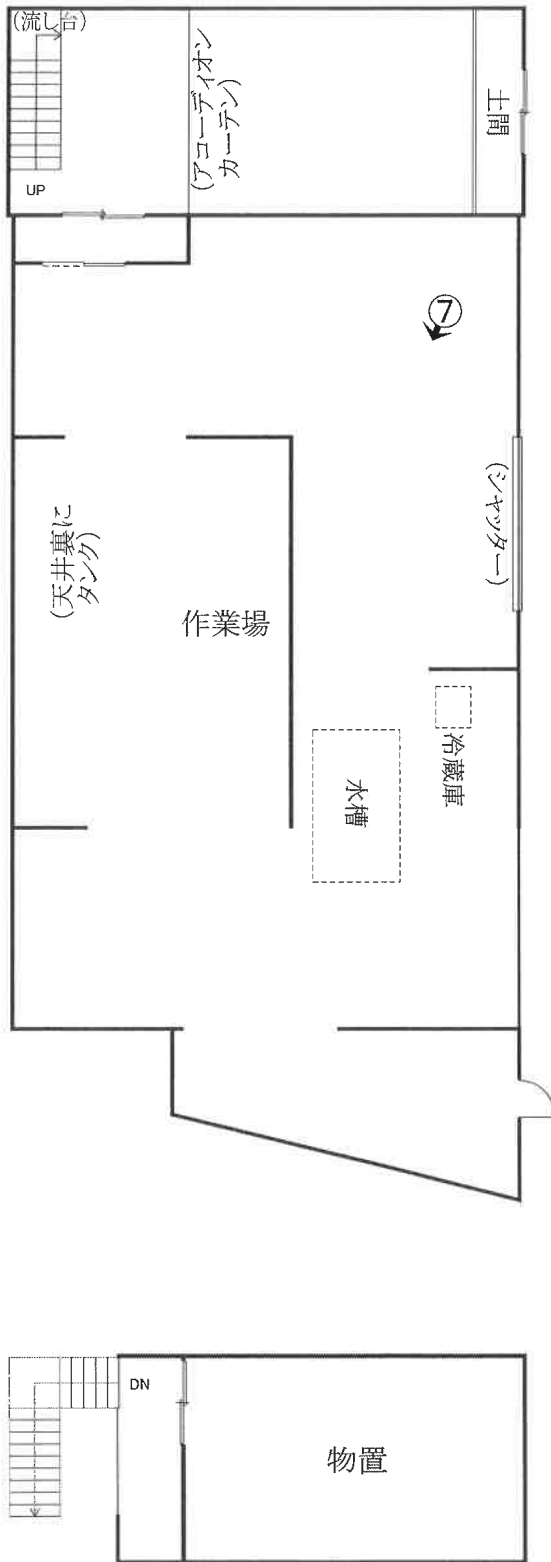 (流し台)
UP
(アコーディオン
カーテン)
土間
⑦
(シャッター)
(天井裏に
タンク)
作業場
冷蔵庫
水槽
DN
物置